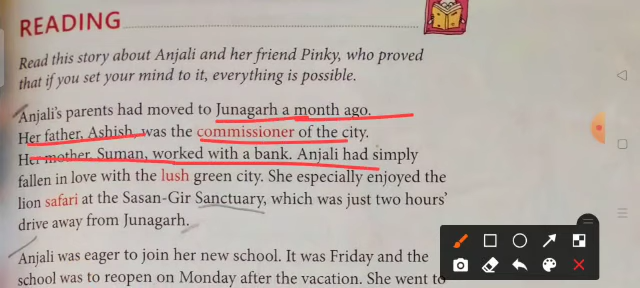 READING
Read this story about Anjali and her friend Pinky, who proved
that if you set your mind to it, everything is possible.
Anjali's parents had moved to Junagarh a month ago.
Her father, Ashish, was the commissioner of the city.
Her mother, Suman, worked with a bank. Anjali had simply
fallen in love with the lush green city. She especially enjoyed the
lion safari at the Sasan-Gir Sanctuary, which was just two hours'
drive away from Junagarh.
Anjali was eager to join her new school. It was Friday and the
school was to reopen on Monday after the vacation. She went to